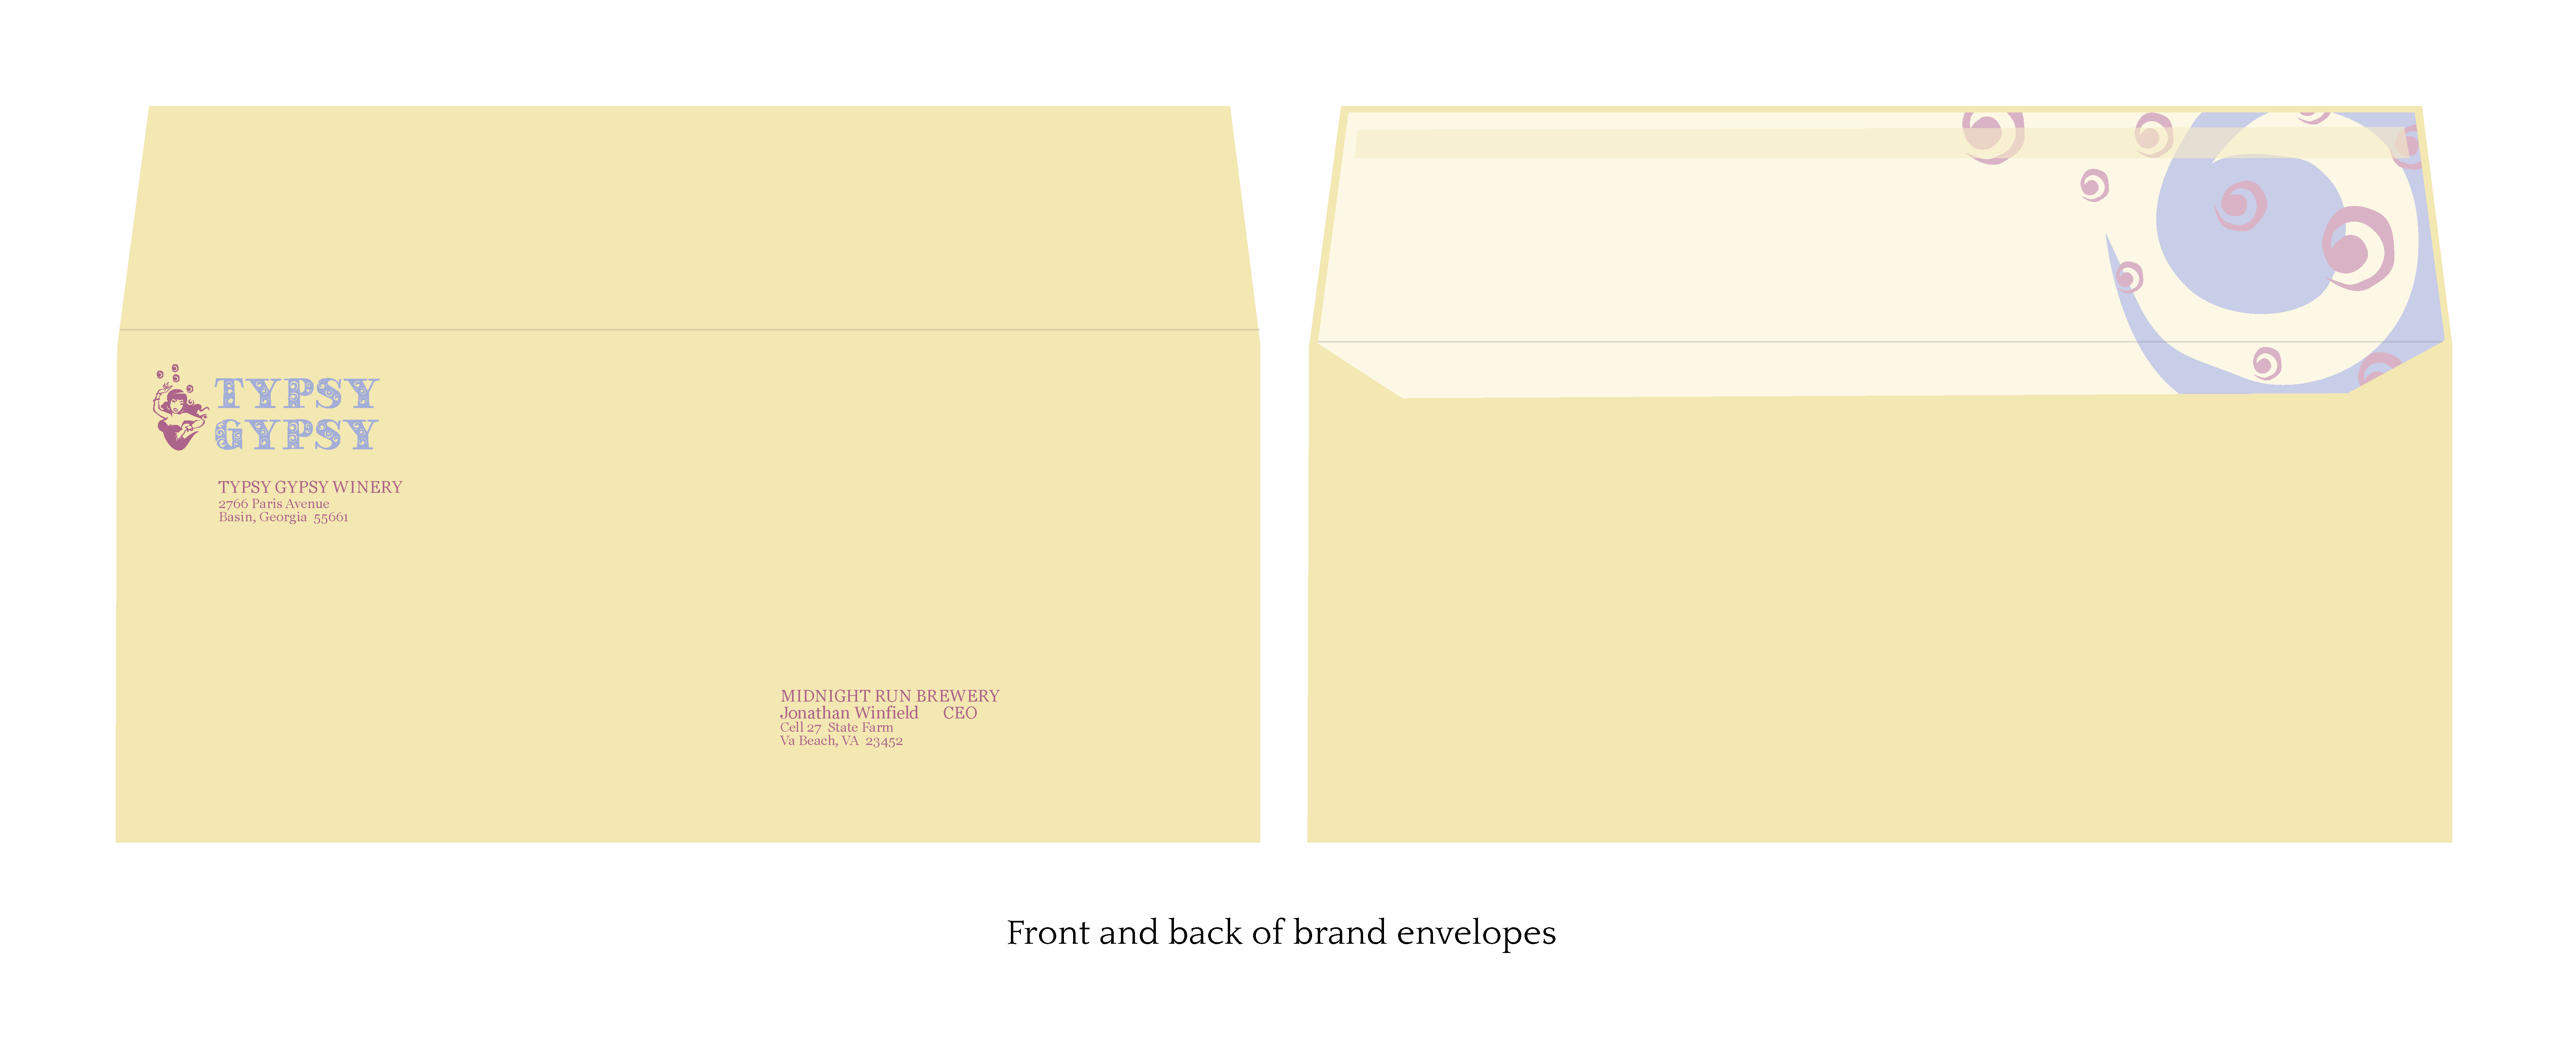 TYPSY
GYPSY
TYPSY GYPSY WINERY
2766 Paris Avenue
Basin, Georgia 55661
MIDNIGHT RUN BREWERY
Jonathan Winfield CEO
Cell 27 State Farm
Va Beach, VA 23452
Front and back of brand envelopes